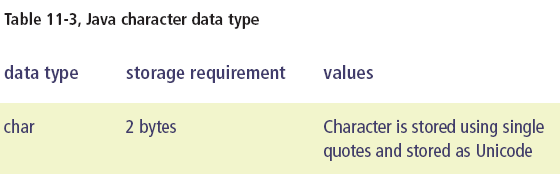 Table 11-3, Java character data type
data type storage requirement values
char 2 bytes Character is stored using single
quotes and stored as Unicode